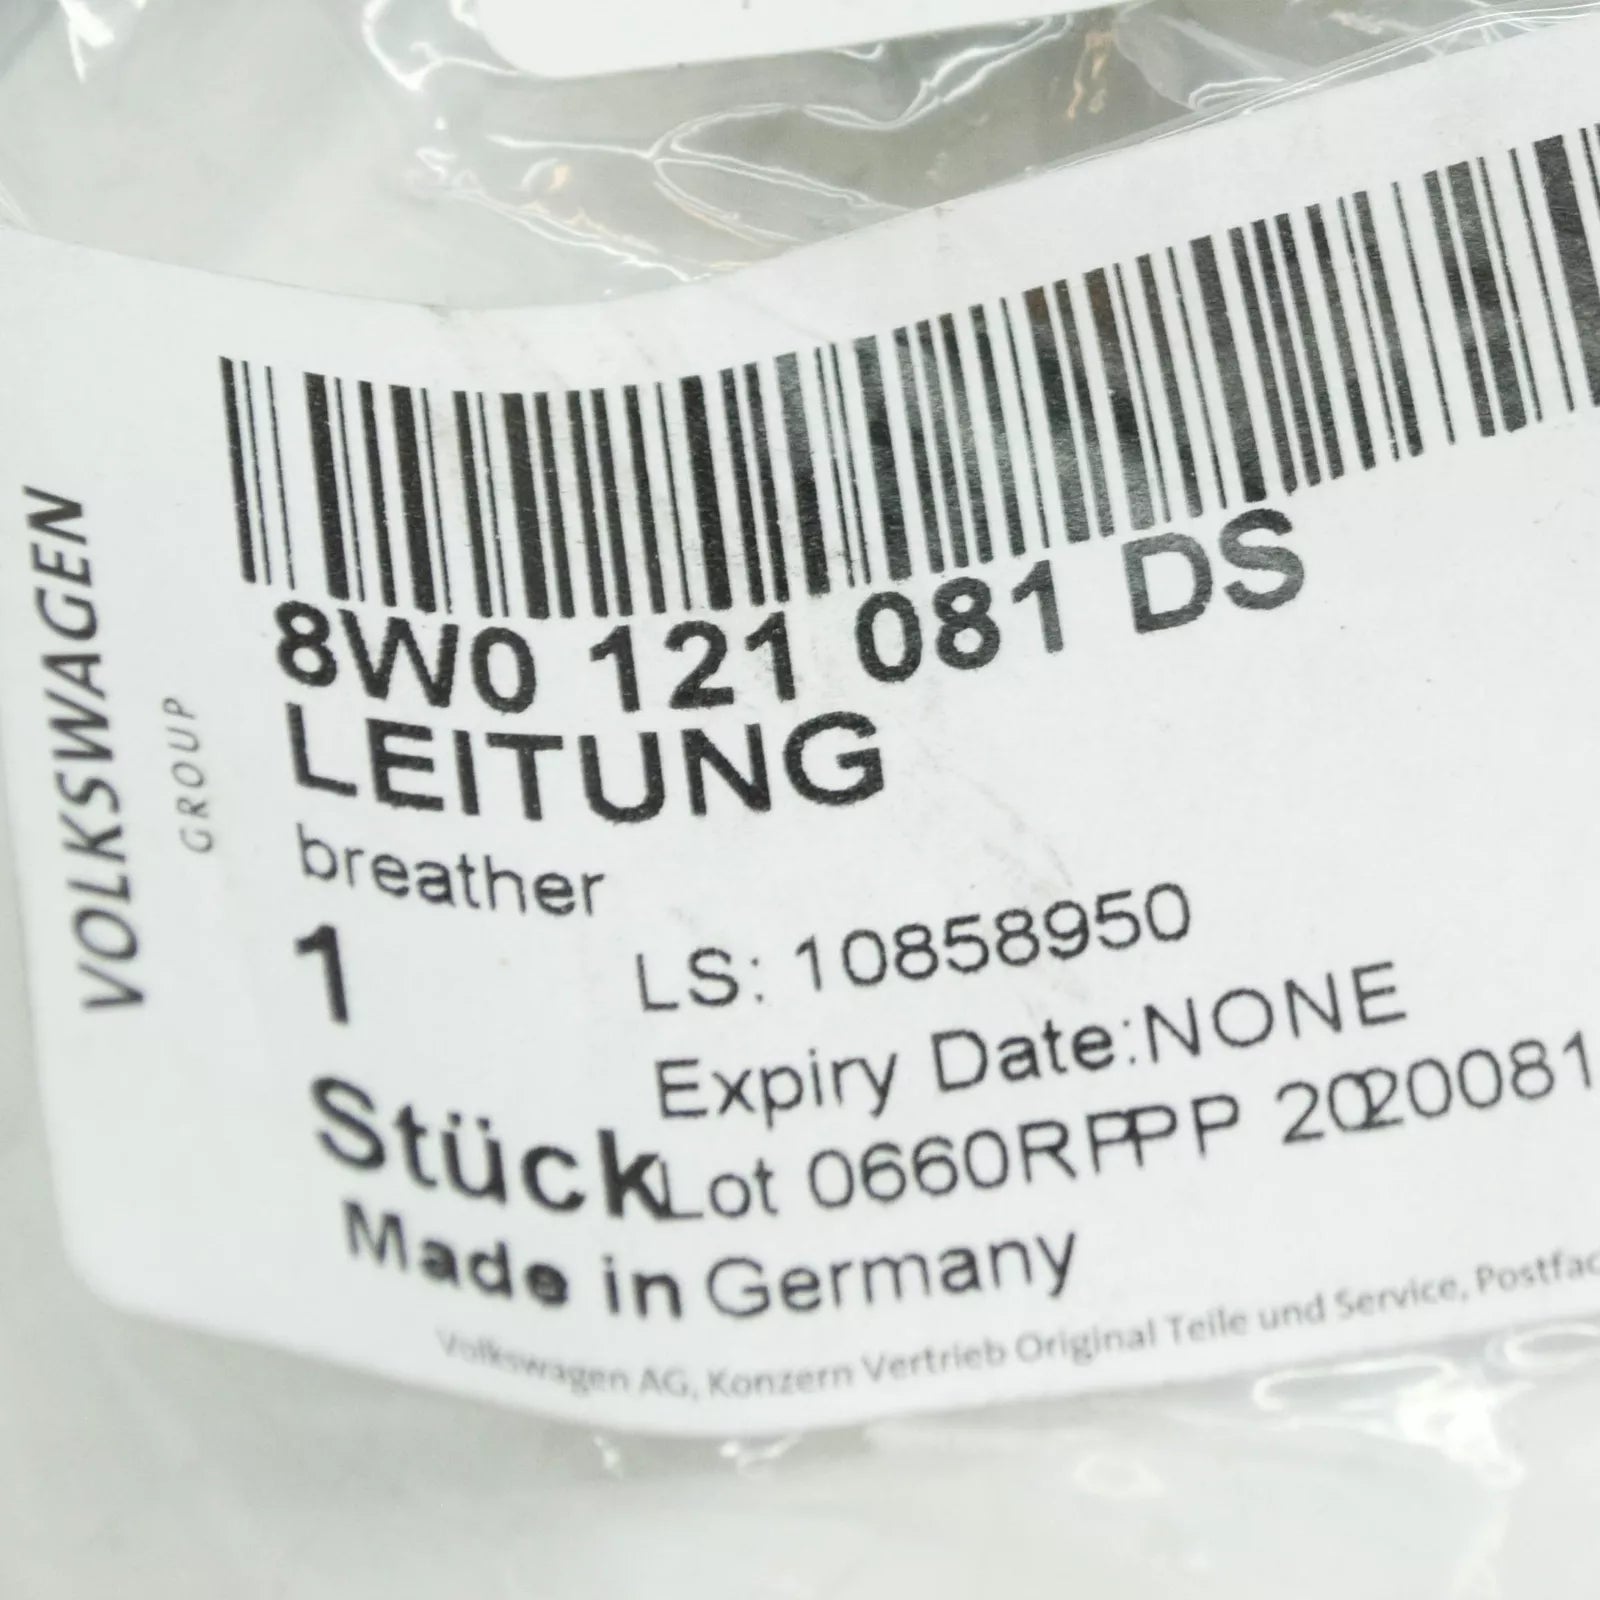 VOLKSWAGEN
GROUP
8W0 121 081 DS
LEITUNG
breather
1
LS: 10858950
Expiry Date:NONE
Stück
Lot 0660RPPP 2020081
Made in Germany
Volkswagen AG, Konzern Vertrieb Original Teile und Service, Postfac